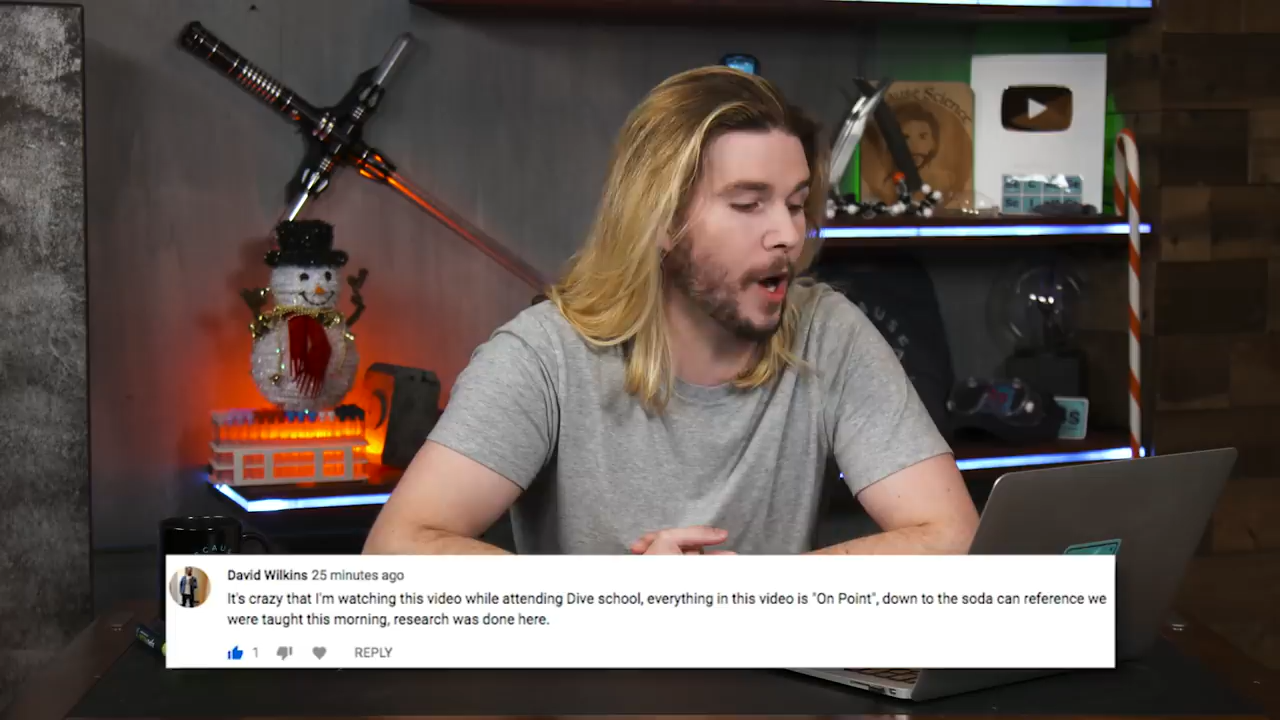 David Wilkins 25 minutes ago
It's crazy that I'm watching this video while attending Dive school, everything in this video is "On Point", down to the soda can reference we
were taught this morning, research was done here.
1 REPLY